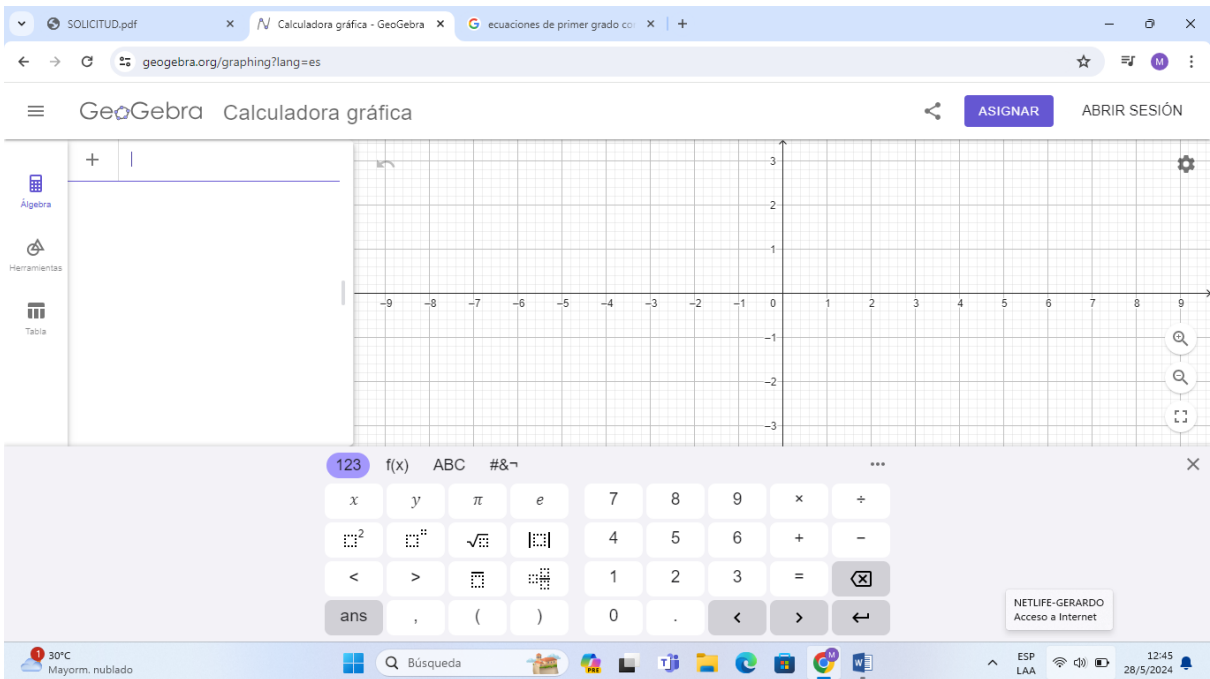 SOLICITUD.pdf
Calculadora gráfica - GeoGebra
ecuaciones de primer grado con
geogebra.org/graphing?lang=es
M
GeoGebra Calculadora gráfica
ASIGNAR
ABRIR SESIÓN
Álgebra
Herramientas
Tabla
3
2
1
–9 –8 –7 –6 –5 –4 –3 –2 –1 0 1 2 3 4 5 6 7 8 9
–1
–2
–3
123 f(x) ABC #&¬
x y π e 7 8 9 × ÷
4 5 6 + −
< > 1 2 3 =
ans , ( ) 0 . < >
NETLIFE-GERARDO
Acceso a Internet
1 30°C
Mayorm. nublado
Búsqueda
PRE
M
ESP
LAA
12:45
28/5/2024